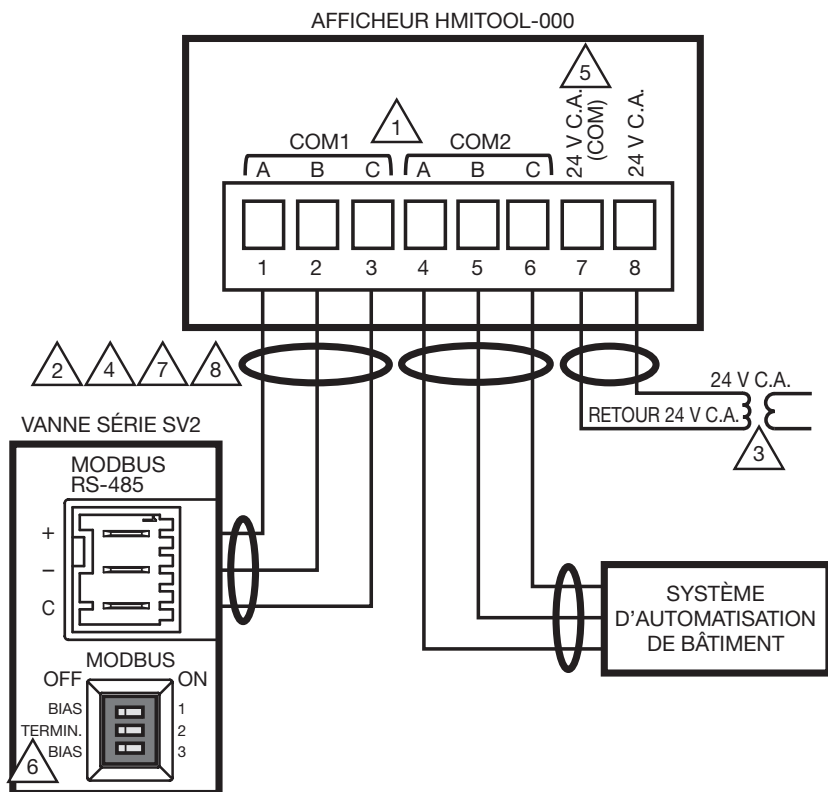 AFFICHEUR HMITOOL-000
5
24 V C.A.
(COM)
24 V C.A.
1
COM1
COM2
A B C A B C
1 2 3 4 5 6 7 8
2 4 7 8
24 V C.A.
RETOUR 24 V C.A.
3
VANNE SÉRIE SV2
MODBUS
RS-485
+
–
C
SYSTÈME
D'AUTOMATISATION
DE BÂTIMENT
MODBUS
OFF ON
BIAS 1
TERMIN. 2
BIAS 3
6